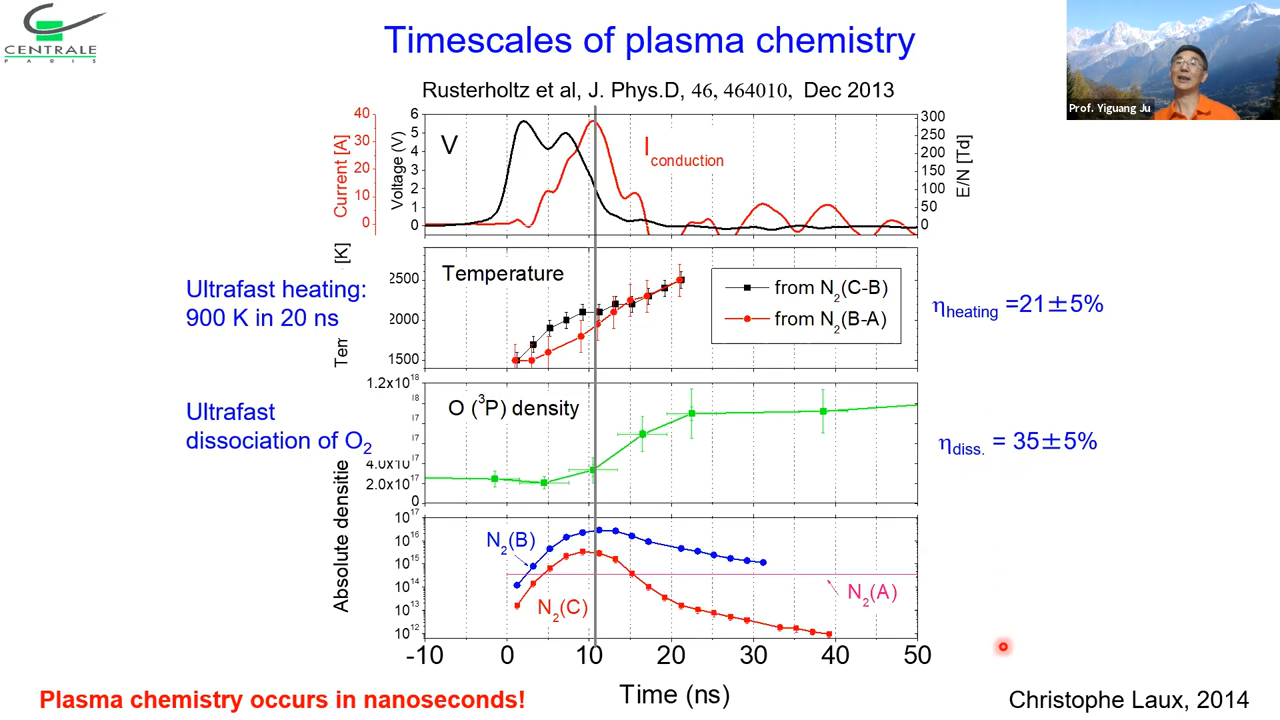 CENTRALE
PARIS
Timescales of plasma chemistry
Prof. Yiguang Ju
Rusterholtz et al, J. Phys.D, 46, 464010, Dec 2013
Current [A]
40
30
20
10
0
Voltage (V)
6
5
4
3
2
1
0
V
I conduction
300
250
200
150
100
50
0
E/N [Td]
[K]
2500
2000
1500
Temperature
from N2(C-B)
from N2(B-A)
Ultrafast heating:
900 K in 20 ns
ηheating =21±5%
1.2x10^18
O (3P) density
2.0x10^17
0
Ultrafast
dissociation of O2
ηdiss. = 35±5%
Absolute densitie
10^17
10^16
10^15
10^14
10^13
10^12
N2(B)
N2(C)
N2(A)
-10 0 10 20 30 40 50
Time (ns)
Plasma chemistry occurs in nanoseconds!
Christophe Laux, 2014